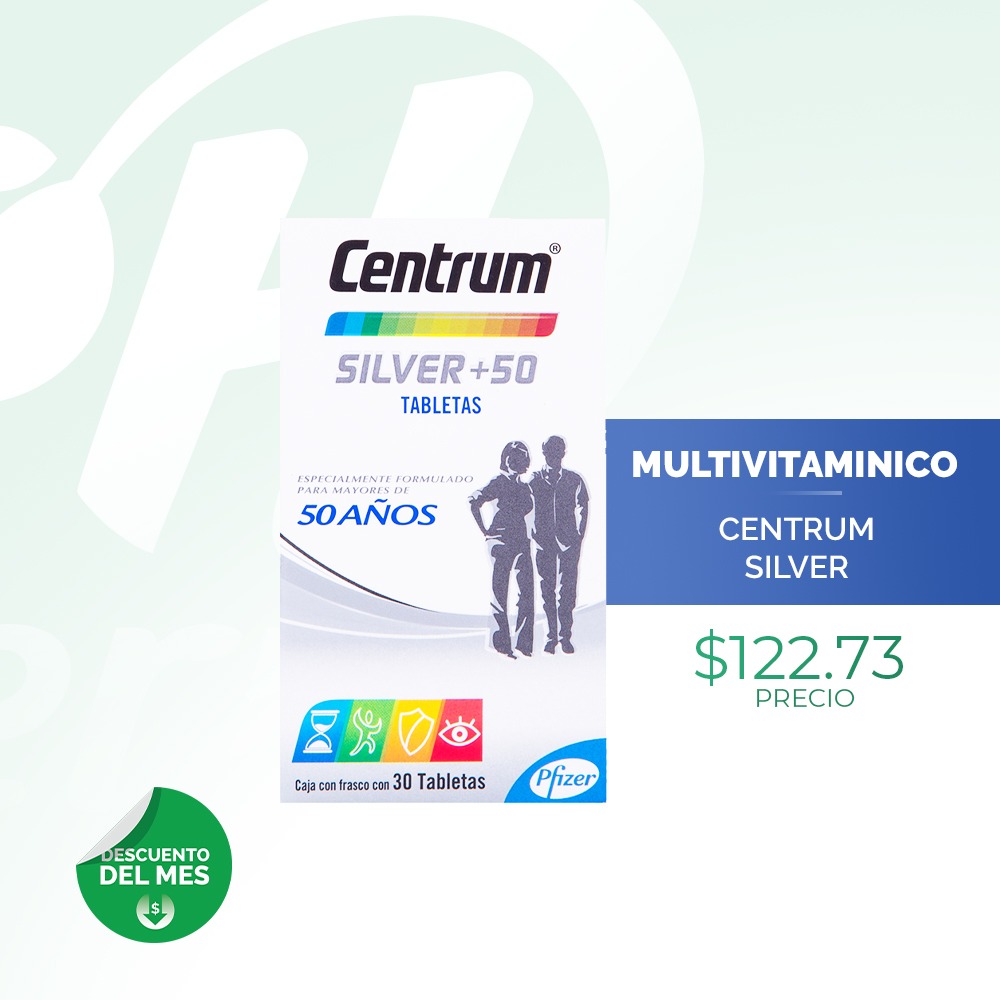 Centrum®
SILVER +50
TABLETAS
ESPECIALMENTE FORMULADO
PARA MAYORES DE
50 AÑOS
Caja con frasco con 30 Tabletas
Pfizer
MULTIVITAMINICO
CENTRUM
SILVER
$122.73
PRECIO
DESCUENTO
DEL MES
$